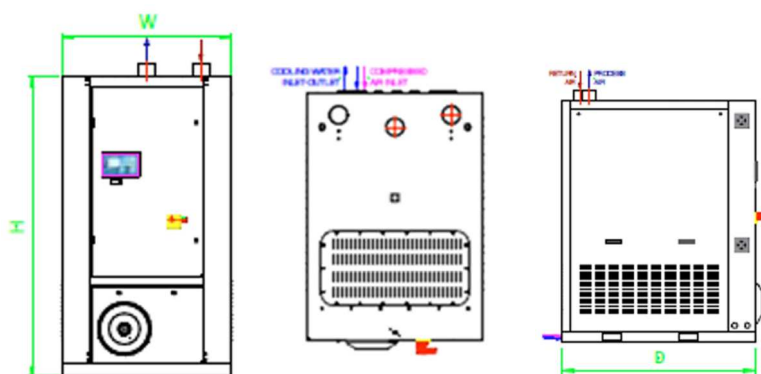 W
H
COOLING WATER
INLET-OUTLET
COMPRESSED
AIR INLET
RETURN
AIR
PROCESS
AIR
D